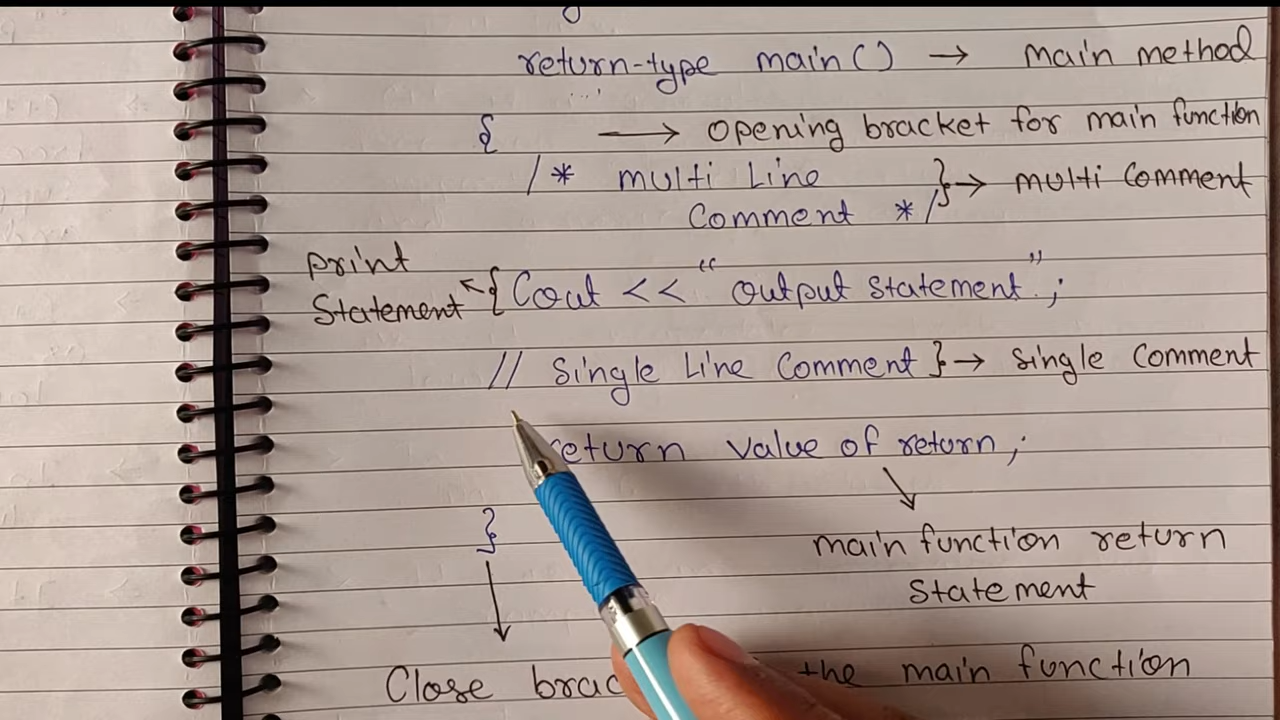 return-type main() → main method
{ → opening bracket for main function
/* multi Line } → multi Comment
Comment */
print
Statement ← { Cout << " output statement " ;
// Single Line Comment } → single Comment
return value of return ;
}
main function return
statement
Close the main function